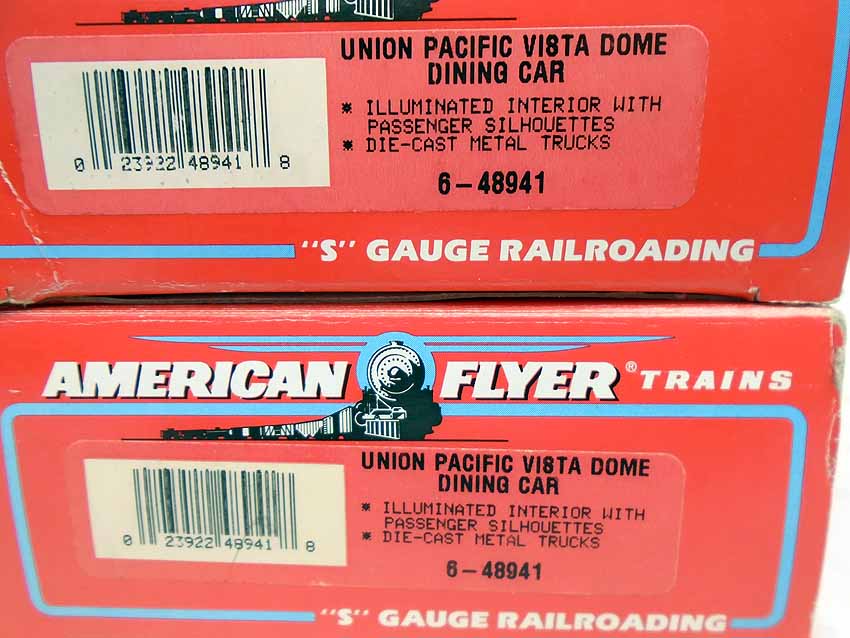 UNION PACIFIC VISTA DOME
DINING CAR
* ILLUMINATED INTERIOR WITH
PASSENGER SILHOUETTES
* DIE-CAST METAL TRUCKS
0 23922 48941 8
6-48941
"S" GAUGE RAILROADING
AMERICAN FLYER® TRAINS
UNION PACIFIC VISTA DOME
DINING CAR
* ILLUMINATED INTERIOR WITH
PASSENGER SILHOUETTES
* DIE-CAST METAL TRUCKS
0 23922 48941 8
6-48941
"S" GAUGE RAILROADING